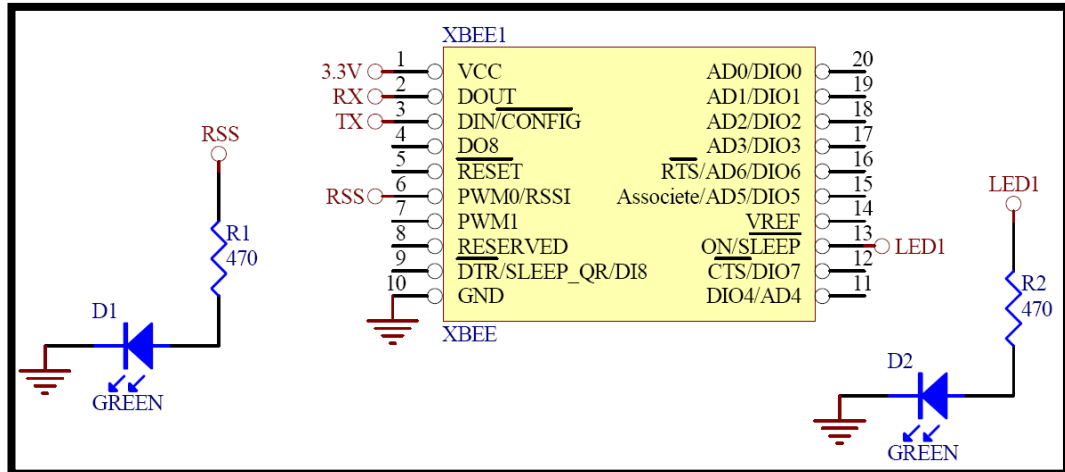 XBEE1
3.3V 1 VCC AD0/DIO0 20
RX 2 DOUT AD1/DIO1 19
TX 3 DIN/CONFIG AD2/DIO2 18
4 DO8 AD3/DIO3 17
5 RESET RTS/AD6/DIO6 16
RSS 6 PWM0/RSSI Associete/AD5/DIO5 15
7 PWM1 VREF 14
8 RESERVED ON/SLEEP 13 LED1
9 DTR/SLEEP_QR/DI8 CTS/DIO7 12
10 GND DIO4/AD4 11
XBEE
RSS
R1
470
D1
GREEN
LED1
R2
470
D2
GREEN